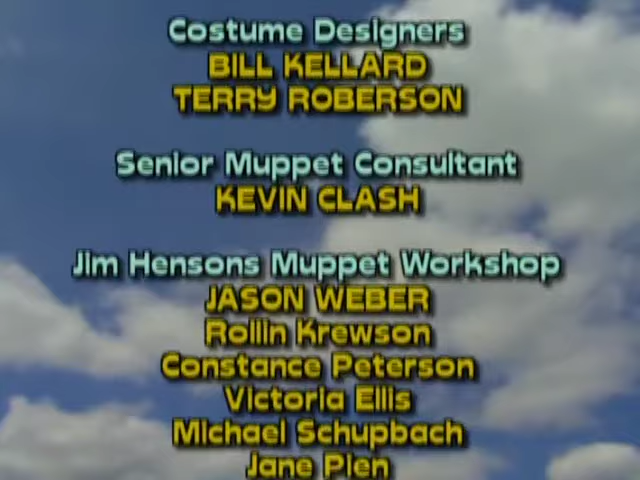 Costume Designers
BILL KELLARD
TERRY ROBERSON
Senior Muppet Consultant
KEVIN CLASH
Jim Hensons Muppet Workshop
JASON WEBER
Rollin Krewson
Constance Peterson
Victoria Ellis
Michael Schupbach
Jane Pien